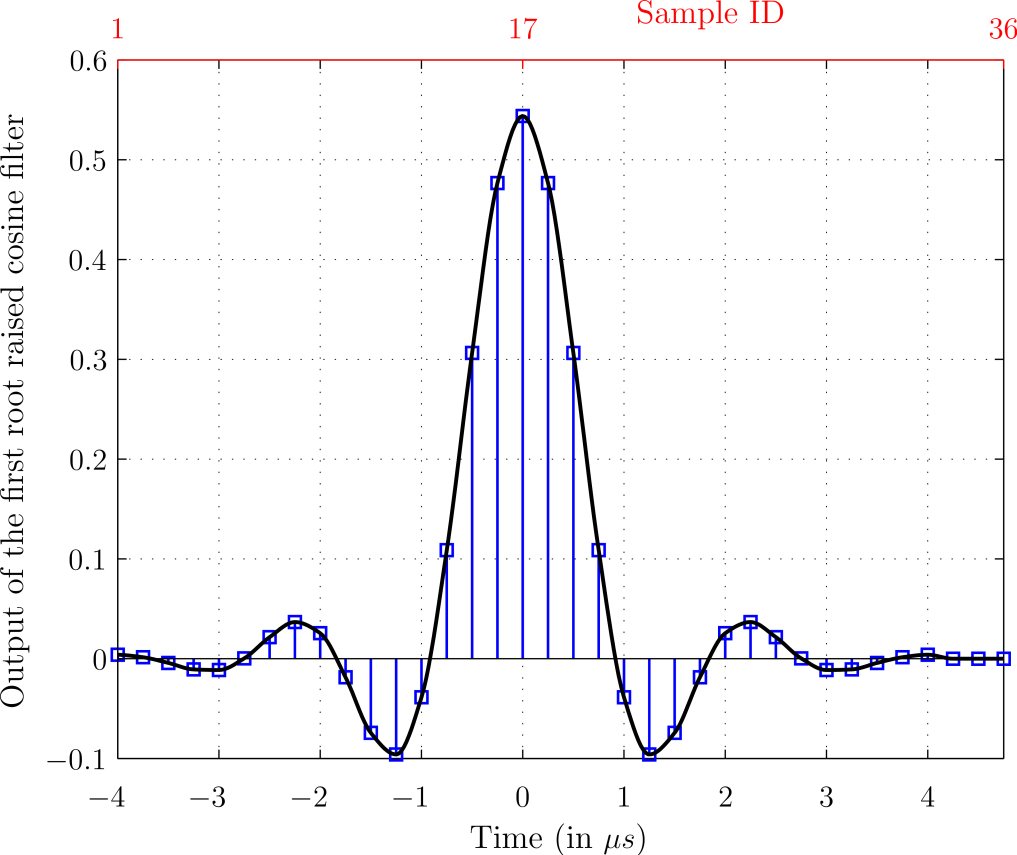 Sample ID
1 17 36
0.6
0.5
0.4
0.3
0.2
0.1
0
−0.1
Output of the first root raised cosine filter
−4 −3 −2 −1 0 1 2 3 4
Time (in μs)